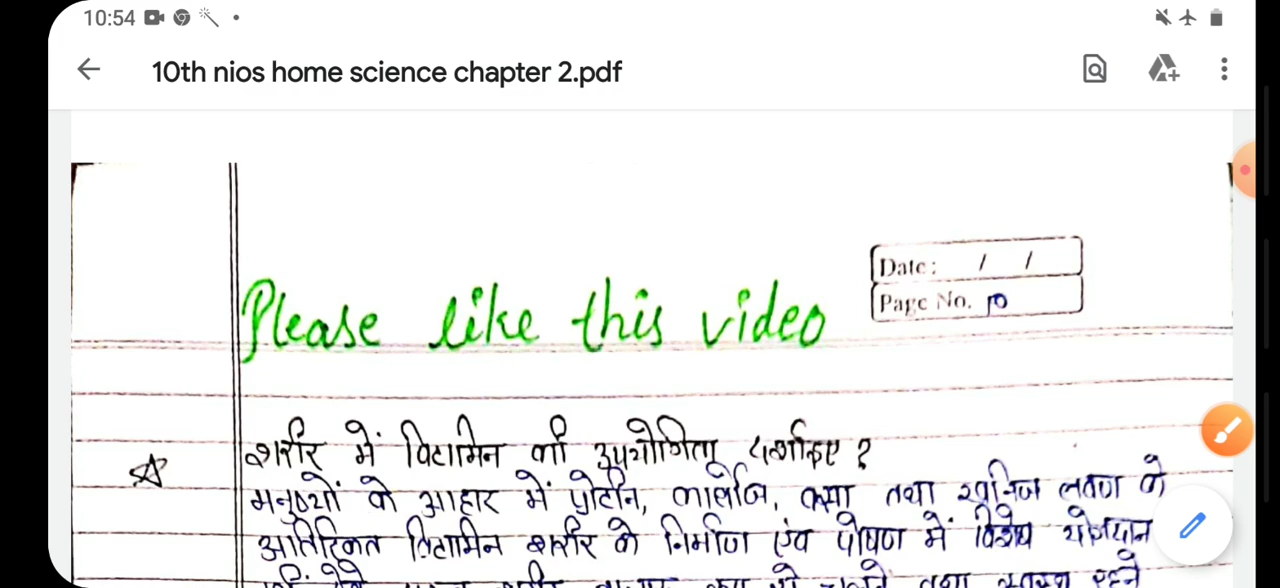 10:54
10th nios home science chapter 2.pdf
Date: / /
Page No. 10
Please like this video
शरीर में विटामिन की उपयोगिता दर्शाइए ?
मनुष्यों के आहार में प्रोटीन, कार्बोज, वसा तथा खनिज लवण के
अतिरिक्त विटामिन शरीर के निर्माण एंव पोषण में विशेष योगदान